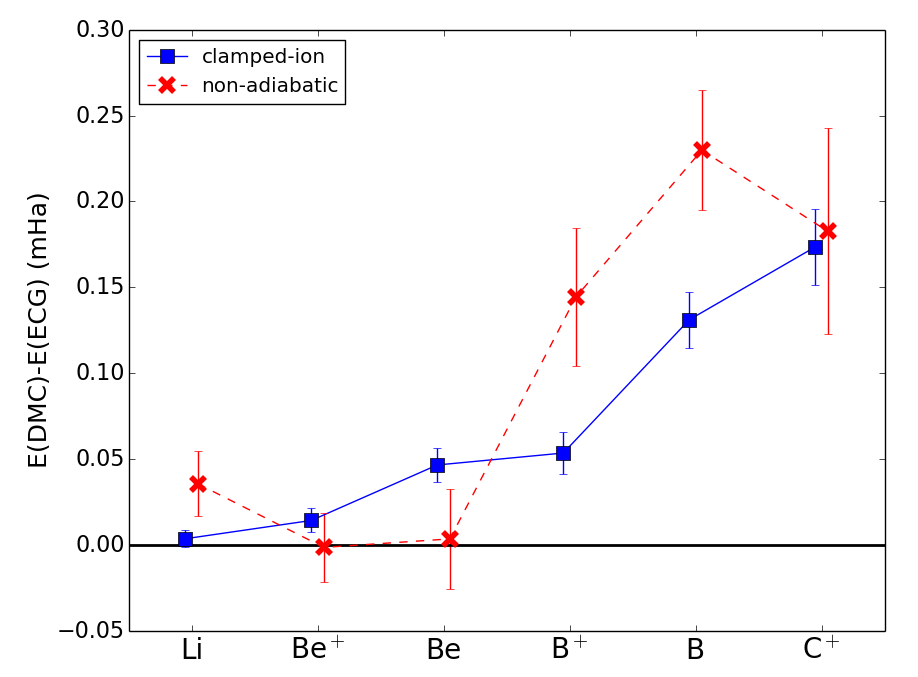 0.30
0.25
0.20
0.15
0.10
0.05
0.00
−0.05
E(DMC)-E(ECG) (mHa)
clamped-ion
non-adiabatic
Li Be⁺ Be B⁺ B C⁺